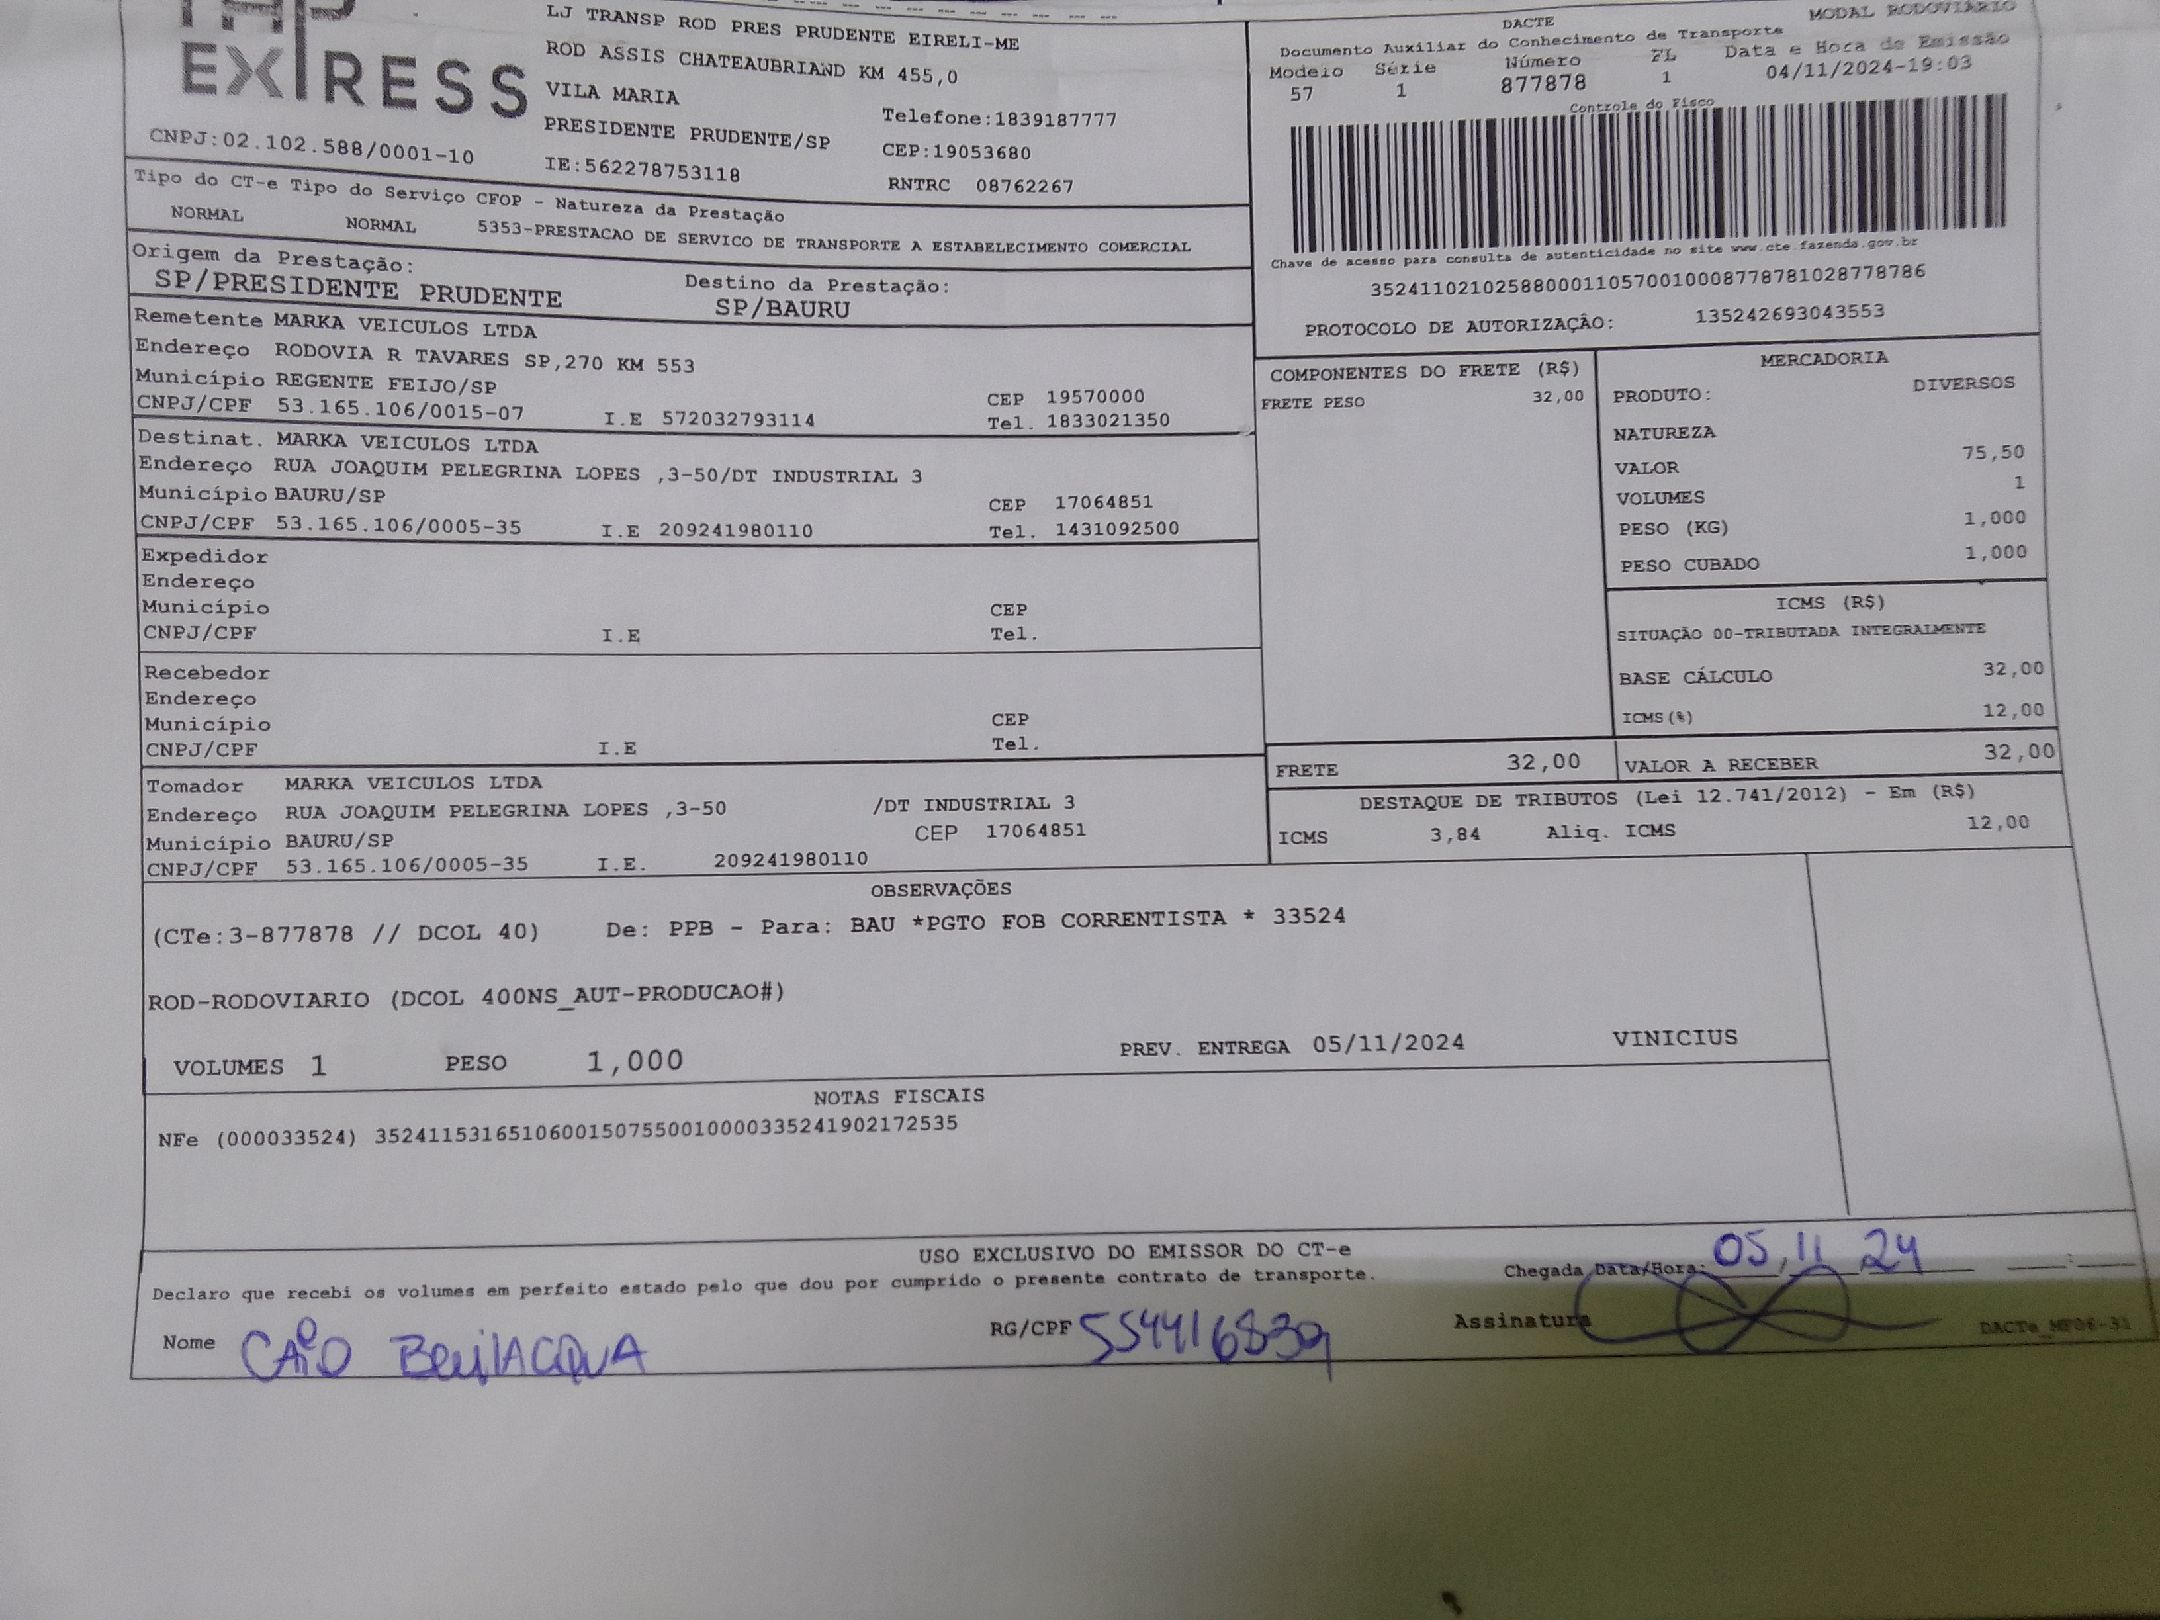 EXPRESS
CNPJ:02.102.588/0001-10
LJ TRANSP ROD PRES PRUDENTE EIRELI-ME
ROD ASSIS CHATEAUBRIAND KM 455,0
VILA MARIA
Telefone:1839187777
PRESIDENTE PRUDENTE/SP
CEP:19053680
IE:562278753118
RNTRC 08762267
DACTE
MODAL RODOVIÁRIO
Documento Auxiliar do Conhecimento de Transporte
Modelo Série Número FL Data e Hora de Emissão
57 1 877878 1 04/11/2024-19:03
Controle do Fisco
Chave de acesso para consulta de autenticidade no site www.cte.fazenda.gov.br
35241102102588000110570010008778781028778786
PROTOCOLO DE AUTORIZAÇÃO: 135242693043553
Tipo do CT-e Tipo do Serviço CFOP - Natureza da Prestação
NORMAL NORMAL 5353-PRESTACAO DE SERVICO DE TRANSPORTE A ESTABELECIMENTO COMERCIAL
Origem da Prestação: Destino da Prestação:
SP/PRESIDENTE PRUDENTE SP/BAURU
Remetente MARKA VEICULOS LTDA
Endereço RODOVIA R TAVARES SP,270 KM 553
Município REGENTE FEIJO/SP CEP 19570000
CNPJ/CPF 53.165.106/0015-07 I.E 572032793114 Tel. 1833021350
Destinat. MARKA VEICULOS LTDA
Endereço RUA JOAQUIM PELEGRINA LOPES ,3-50/DT INDUSTRIAL 3
Município BAURU/SP CEP 17064851
CNPJ/CPF 53.165.106/0005-35 I.E 209241980110 Tel. 1431092500
Expedidor
Endereço
Município CEP
CNPJ/CPF I.E Tel.
Recebedor
Endereço
Município CEP
CNPJ/CPF I.E Tel.
Tomador MARKA VEICULOS LTDA
Endereço RUA JOAQUIM PELEGRINA LOPES ,3-50 /DT INDUSTRIAL 3
Município BAURU/SP CEP 17064851
CNPJ/CPF 53.165.106/0005-35 I.E. 209241980110
COMPONENTES DO FRETE (R$)
FRETE PESO 32,00
MERCADORIA
PRODUTO: DIVERSOS
NATUREZA
VALOR 75,50
VOLUMES 1
PESO (KG) 1,000
PESO CUBADO 1,000
ICMS (R$)
SITUAÇÃO 00-TRIBUTADA INTEGRALMENTE
BASE CÁLCULO 32,00
ICMS(%) 12,00
FRETE 32,00 VALOR A RECEBER 32,00
DESTAQUE DE TRIBUTOS (Lei 12.741/2012) - Em (R$)
ICMS 3,84 Aliq. ICMS 12,00
OBSERVAÇÕES
(CTe:3-877878 // DCOL 40) De: PPB - Para: BAU *PGTO FOB CORRENTISTA * 33524
ROD-RODOVIARIO (DCOL 400NS_AUT-PRODUCAO#)
VOLUMES 1 PESO 1,000 PREV. ENTREGA 05/11/2024 VINICIUS
NOTAS FISCAIS
NFe (000033524) 35241153165106001507550010000335241902172535
USO EXCLUSIVO DO EMISSOR DO CT-e
Declaro que recebi os volumes em perfeito estado pelo que dou por cumprido o presente contrato de transporte.
Chegada Data/Hora: 05,11 24
Nome CAiO BeviLACQUA RG/CPF 554416839 Assinatura
DACTe_MF06-31